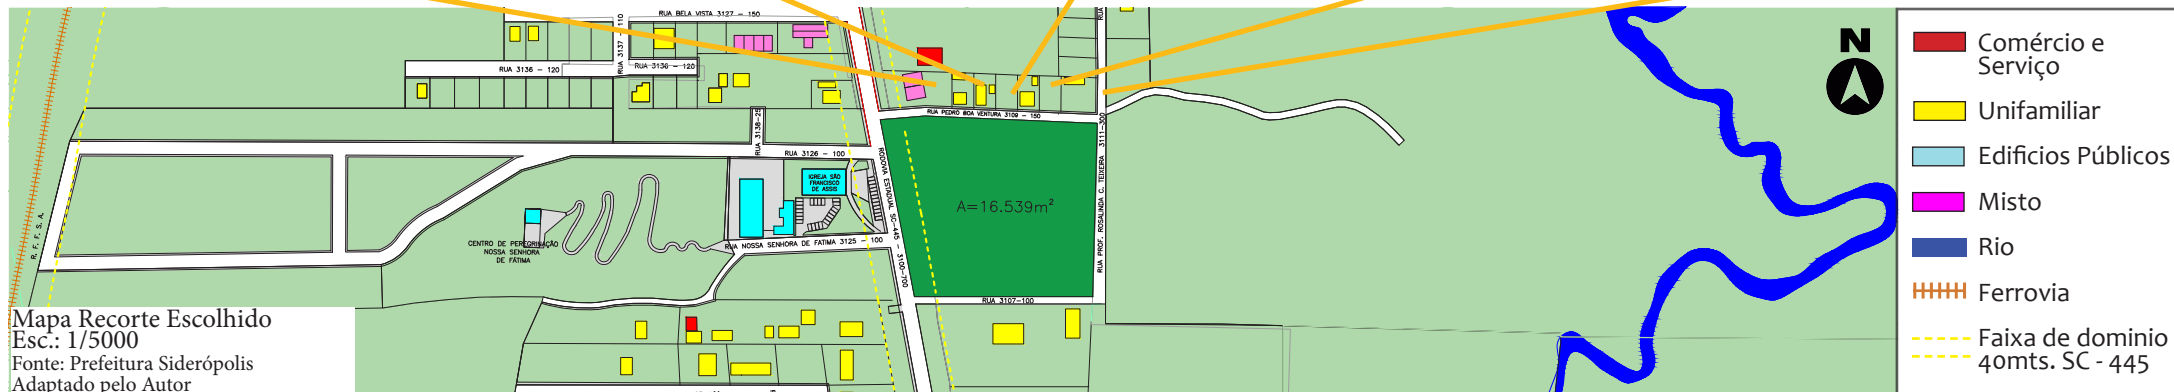 RUA BELA VISTA 3127 - 150
RUA 3137 - 110
RUA 3136 - 120
RUA 3136 - 120
RUA
RUA PEDRO BOA VENTURA 3109 - 150
RUA 3138-25
RUA 3126 - 100
IGREJA SÃO
FRANCISCO
DE ASSIS
RODOVIA ESTADUAL SC-445 - 3100-700
A=16.539m²
RUA PROF. ROSALINDA C. TEIXEIRA 3111-300
R. F. F. S. A.
CENTRO DE PEREGRINAÇÃO
NOSSA SENHORA
DE FÁTIMA
RUA NOSSA SENHORA DE FATIMA 3125 - 100
RUA 3107-100
Mapa Recorte Escolhido
Esc.: 1/5000
Fonte: Prefeitura Siderópolis
Adaptado pelo Autor
N
Comércio e
Serviço
Unifamiliar
Edificios Públicos
Misto
Rio
Ferrovia
Faixa de dominio
40mts. SC - 445